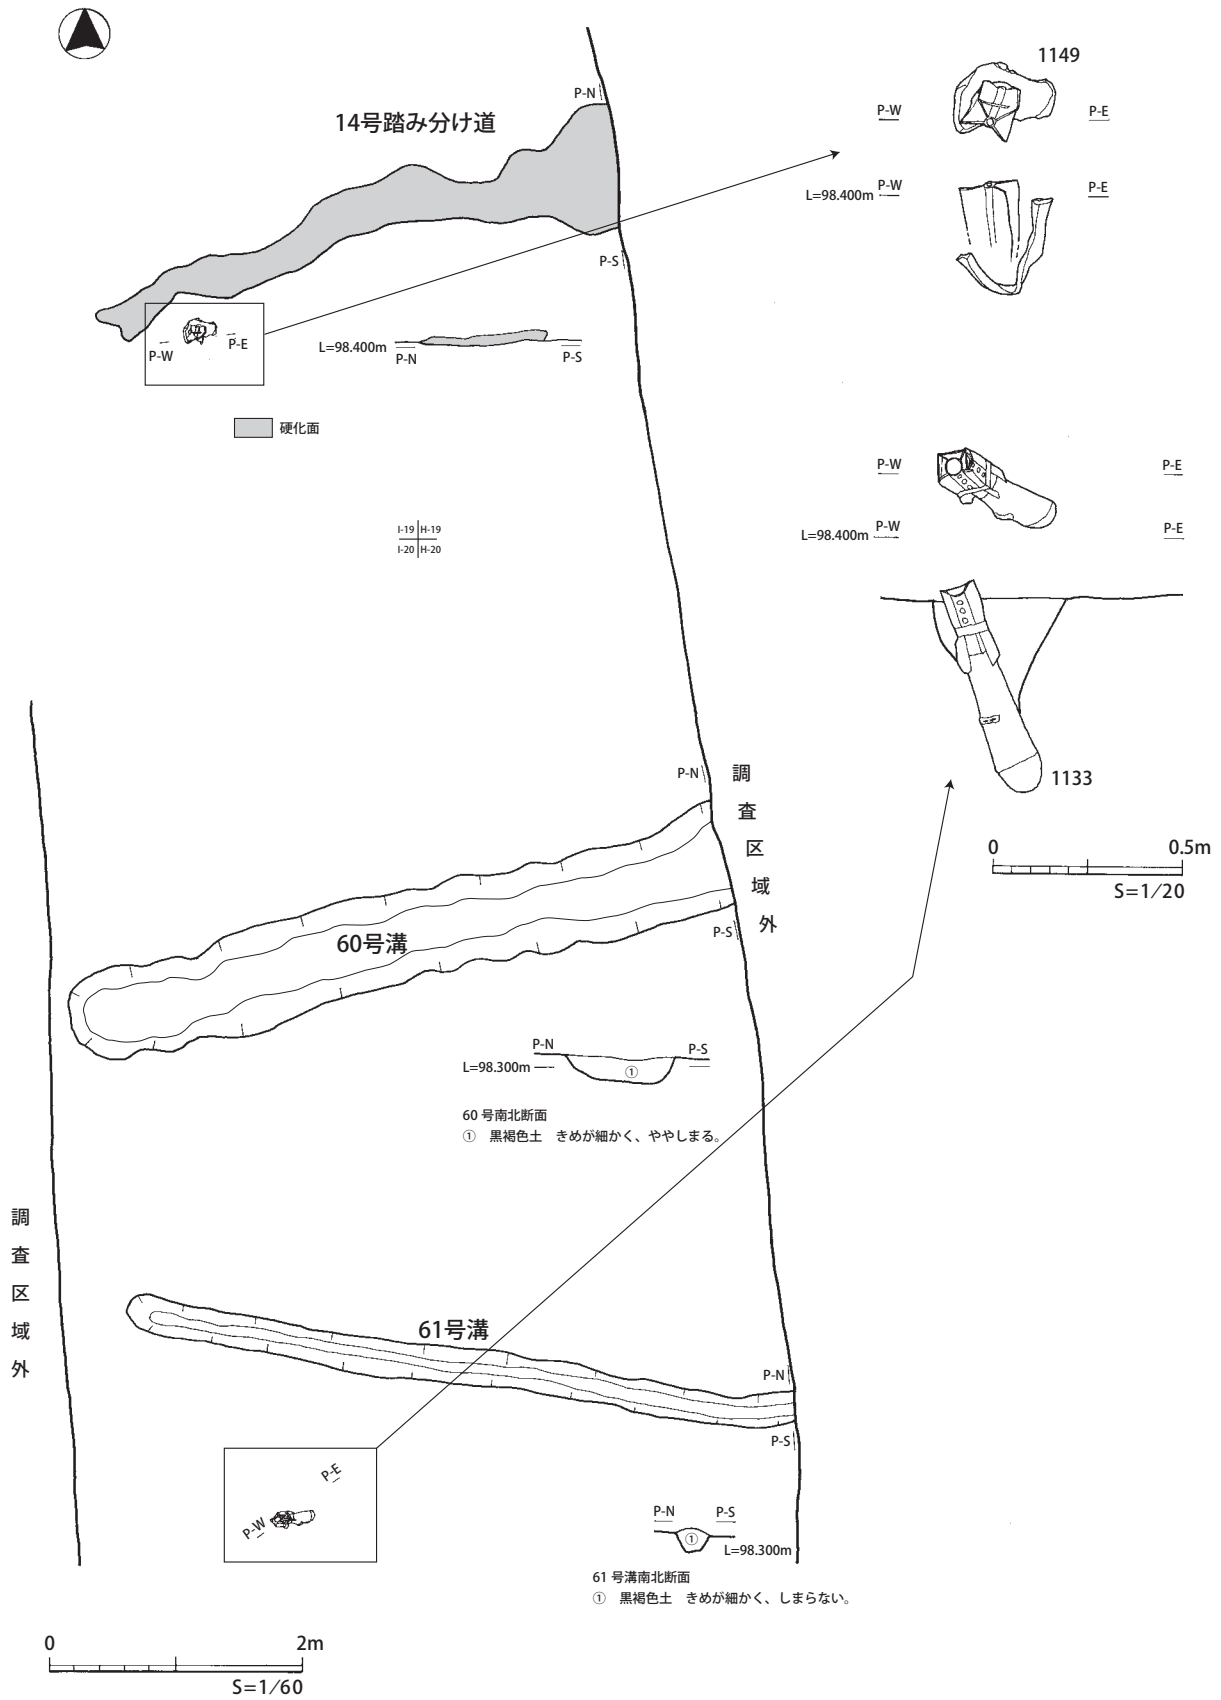 14号踏み分け道
P-N
P-S
P-W
P-E
L=98.400m
P-N
P-S
硬化面
I-19 H-19
I-20 H-20
1149
P-W
P-E
L=98.400m P-W
P-E
P-W
P-E
L=98.400m P-W
P-E
1133
0 0.5m
S=1/20
調査区域外
P-N
60号溝
P-S
P-N
P-S
L=98.300m
①
60号南北断面
① 黒褐色土 きめが細かく、ややしまる。
調査区域外
61号溝
P-N
P-S
P-E
P-W
P-N
P-S
①
L=98.300m
61号溝南北断面
① 黒褐色土 きめが細かく、しまらない。
0 2m
S=1/60